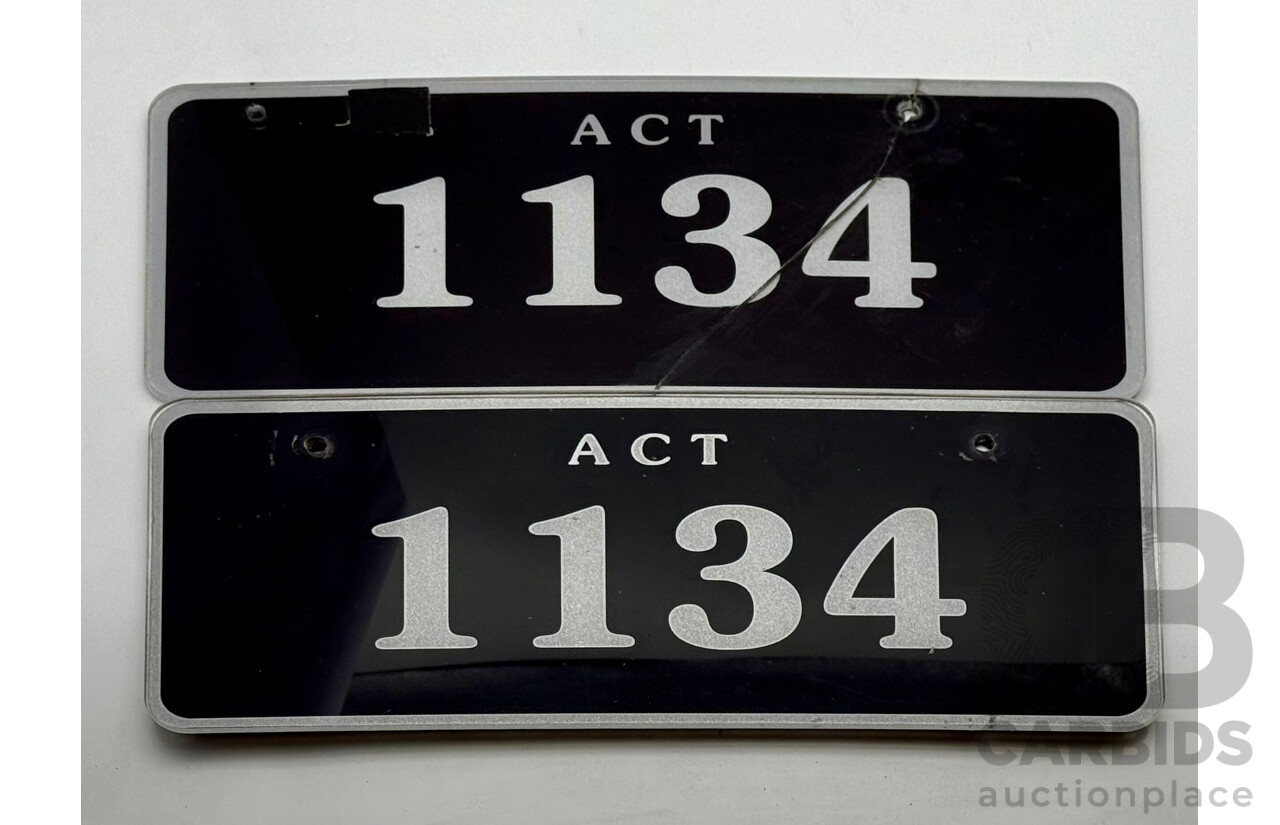 ACT
1134
ACT
1134
B
CARBIDS
auctionplace